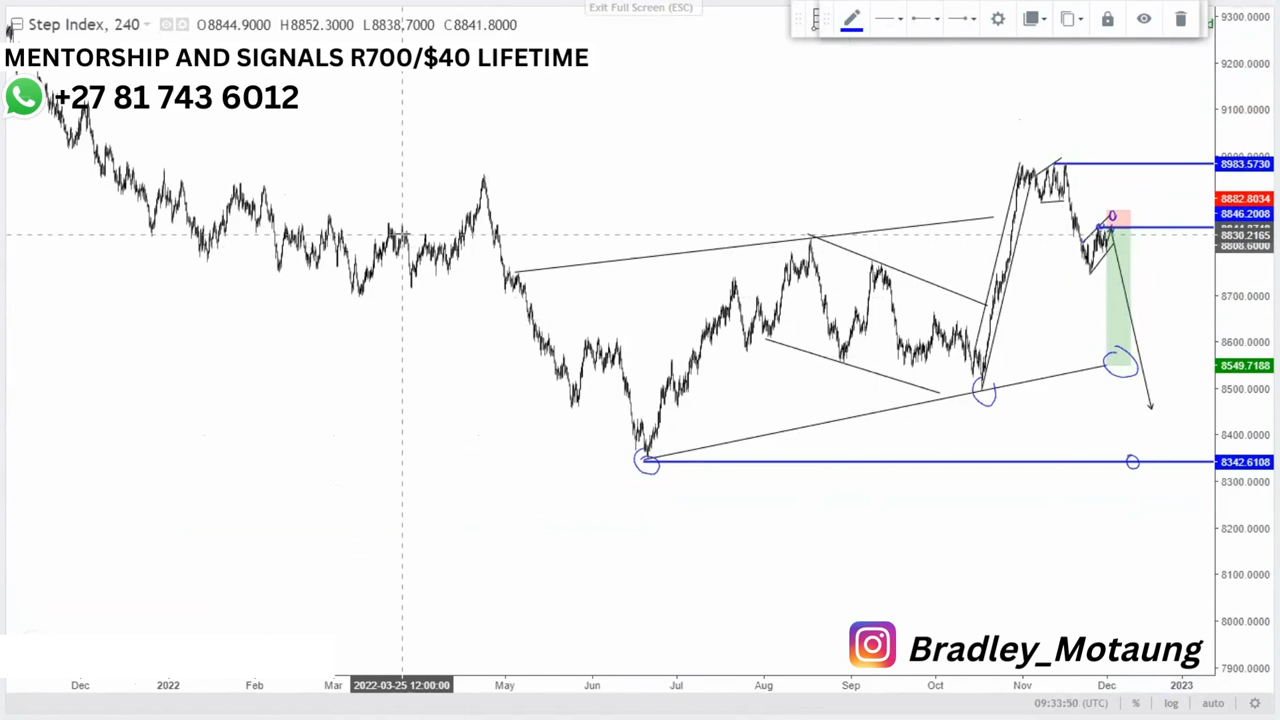 Exit Full Screen (ESC)
Step Index, 240 O8844.9000 H8852.3000 L8838.7000 C8841.8000
MENTORSHIP AND SIGNALS R700/$40 LIFETIME
+27 81 743 6012
9300.0000
9200.0000
9100.0000
8983.5730
8882.8034
8846.2008
8830.2165
8808.6000
8700.0000
8600.0000
8549.7188
8500.0000
8400.0000
8342.6108
8300.0000
8200.0000
8100.0000
8000.0000
7900.0000
Bradley_Motaung
Dec 2022 Feb Mar 2022-03-25 12:00:00 May Jun Jul Aug Sep Oct Nov Dec 2023
09:33:50 (UTC) % log auto